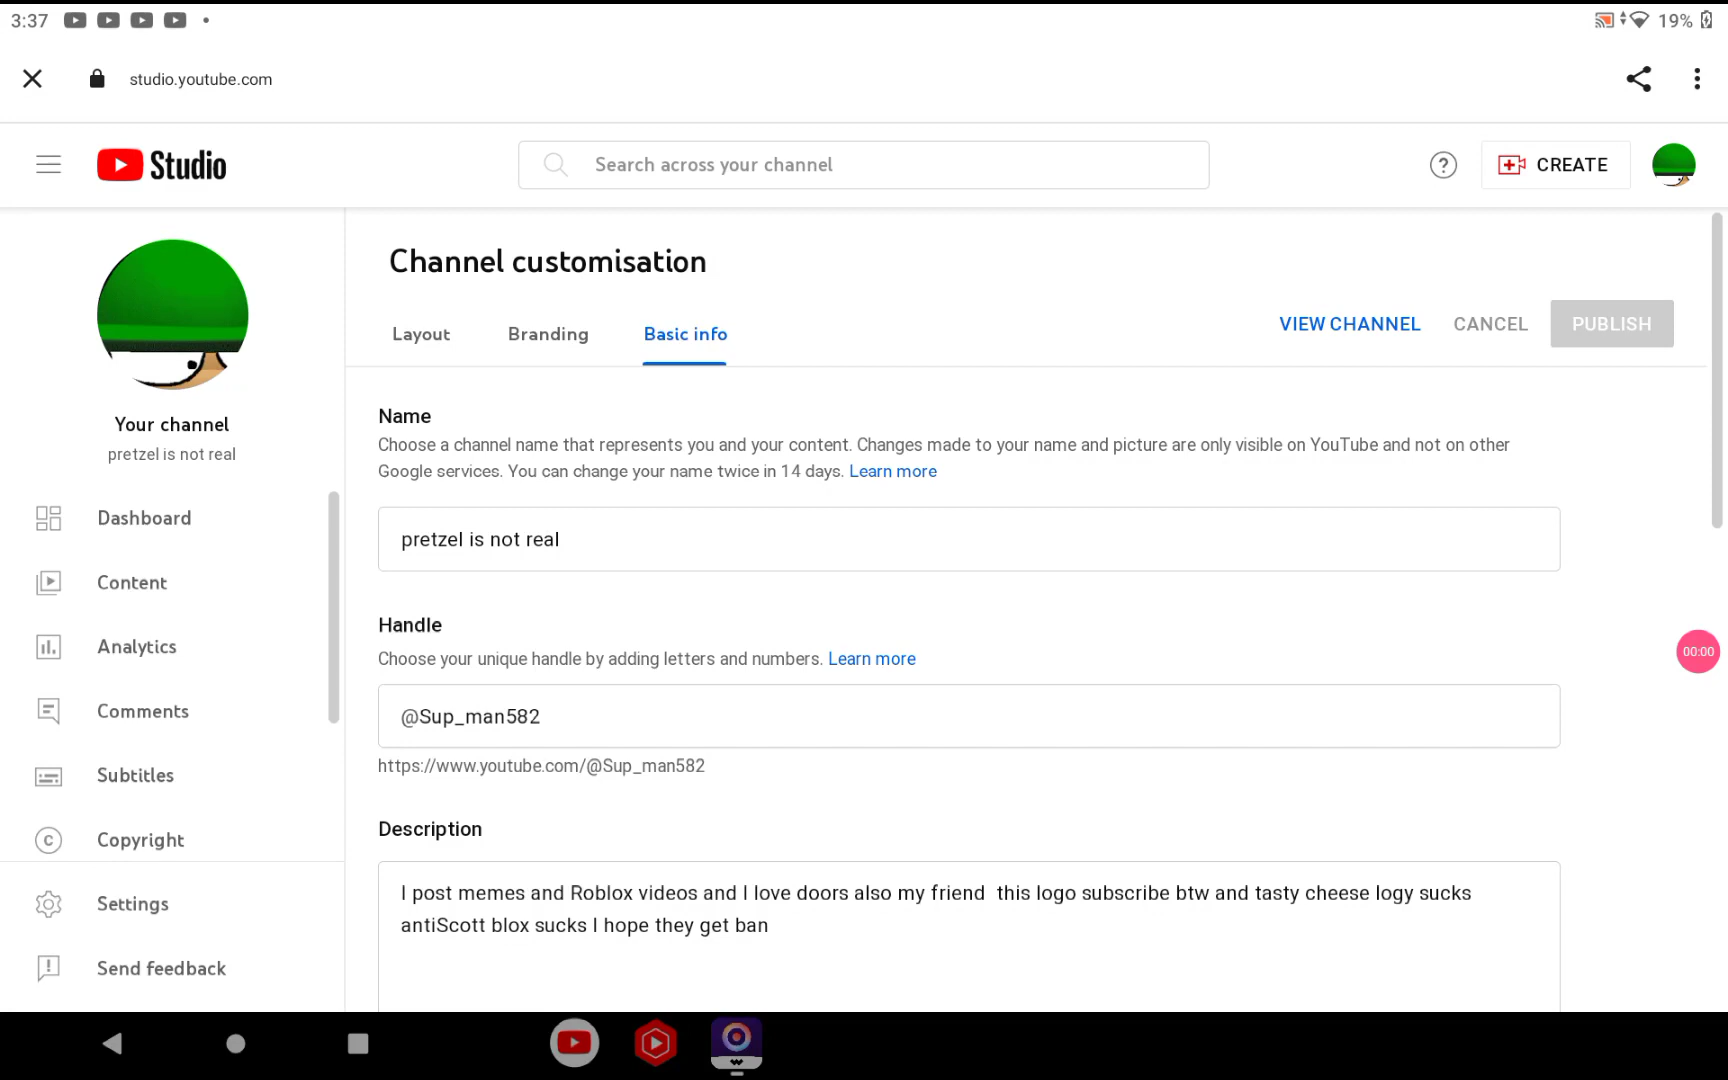 3:37
19%
studio.youtube.com
Studio
Search across your channel
CREATE
Channel customisation
Layout
Branding
Basic info
VIEW CHANNEL
CANCEL
PUBLISH
Your channel
pretzel is not real
Dashboard
Content
Analytics
Comments
Subtitles
Copyright
Settings
Send feedback
Name
Choose a channel name that represents you and your content. Changes made to your name and picture are only visible on YouTube and not on other
Google services. You can change your name twice in 14 days. Learn more
pretzel is not real
Handle
Choose your unique handle by adding letters and numbers. Learn more
@Sup_man582
https://www.youtube.com/@Sup_man582
00:00
Description
I post memes and Roblox videos and I love doors also my friend  this logo subscribe btw and tasty cheese logy sucks
antiScott blox sucks I hope they get ban